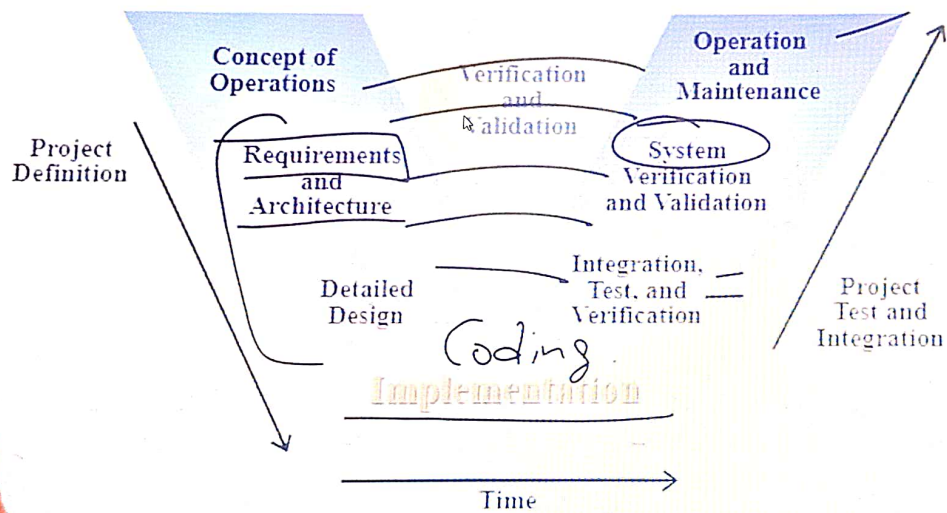 Concept of
Operations
Verification
and
Validation
Operation
and
Maintenance
Project
Definition
Requirements
and
Architecture
System
Verification
and Validation
Detailed
Design
Integration,
Test, and
Verification
Project
Test and
Integration
Coding
Implementation
Time